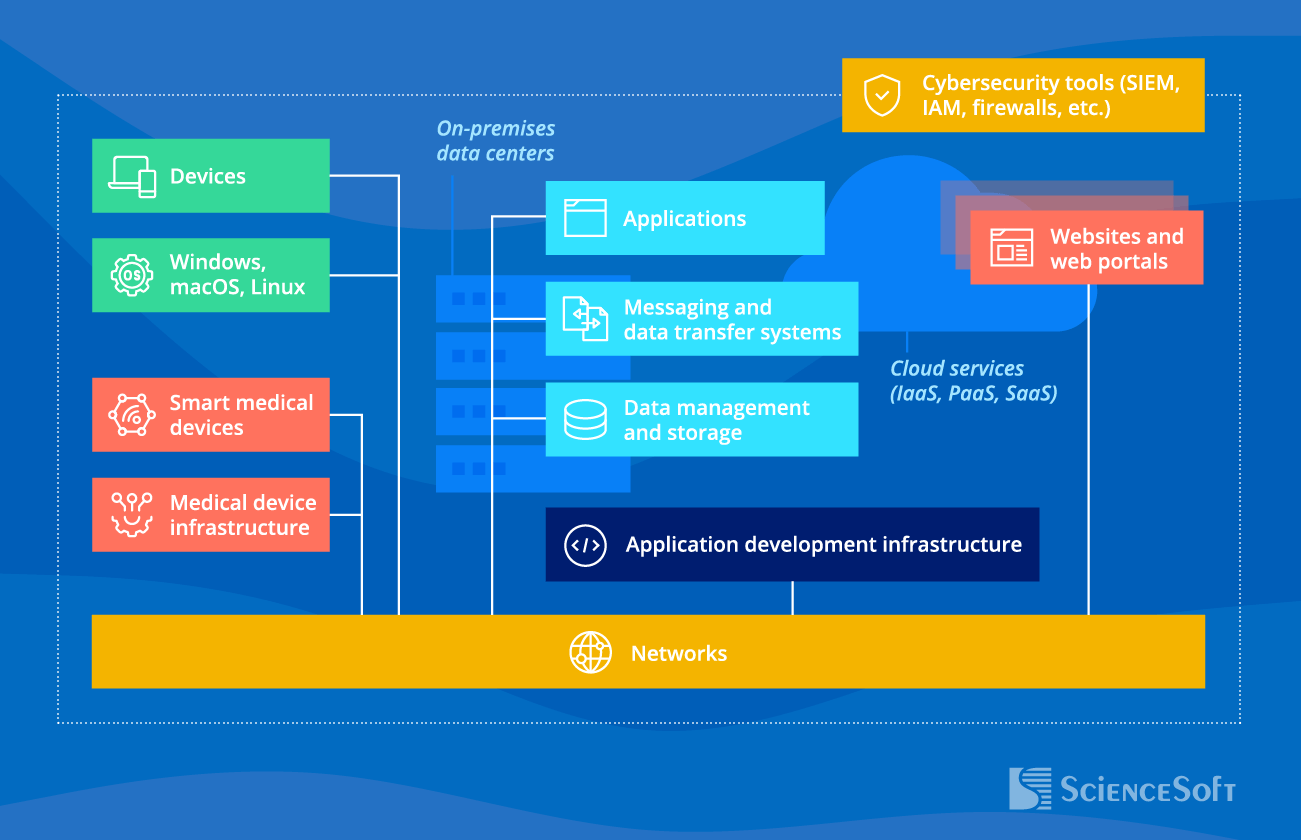 Cybersecurity tools (SIEM,
IAM, firewalls, etc.)
On-premises
data centers
Devices
Windows,
macOS, Linux
OS
Smart medical
devices
Medical device
infrastructure
Applications
Messaging and
data transfer systems
Data management
and storage
Websites and
web portals
Cloud services
(IaaS, PaaS, SaaS)
</> Application development infrastructure
Networks
ScienceSoft